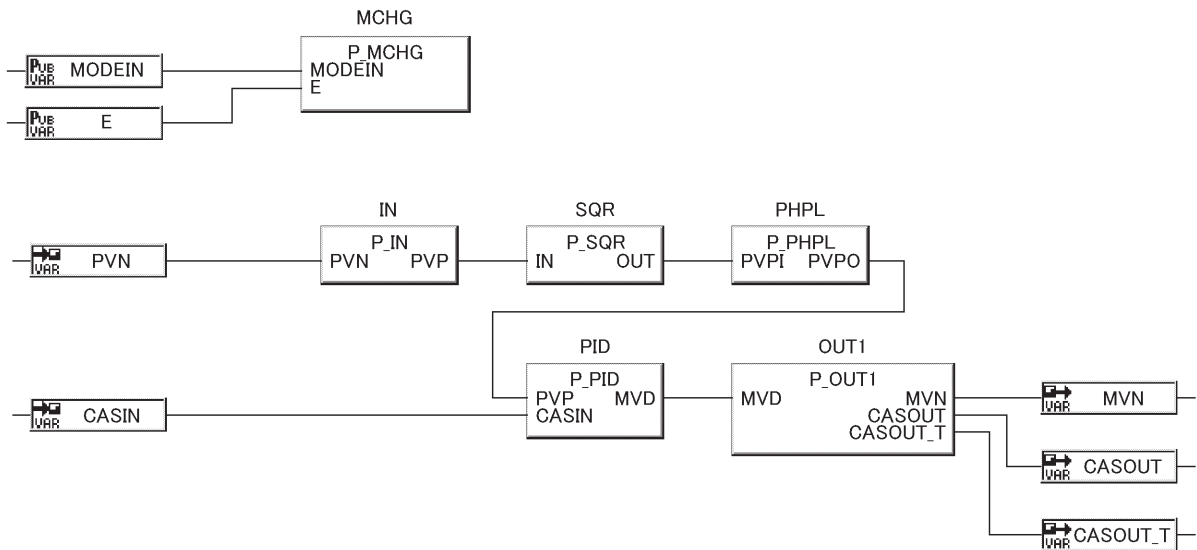 MCHG
P_MCHG
PUB VAR MODEIN
MODEIN
E
PUB VAR E
IN SQR PHPL
P_IN P_SQR P_PHPL
VAR PVN
PVN PVP IN OUT PVPI PVPO
PID OUT1
P_PID P_OUT1
PVP MVD MVD MVN
VAR MVN
VAR CASIN
CASIN CASOUT
CASOUT_T
VAR CASOUT
VAR CASOUT_T